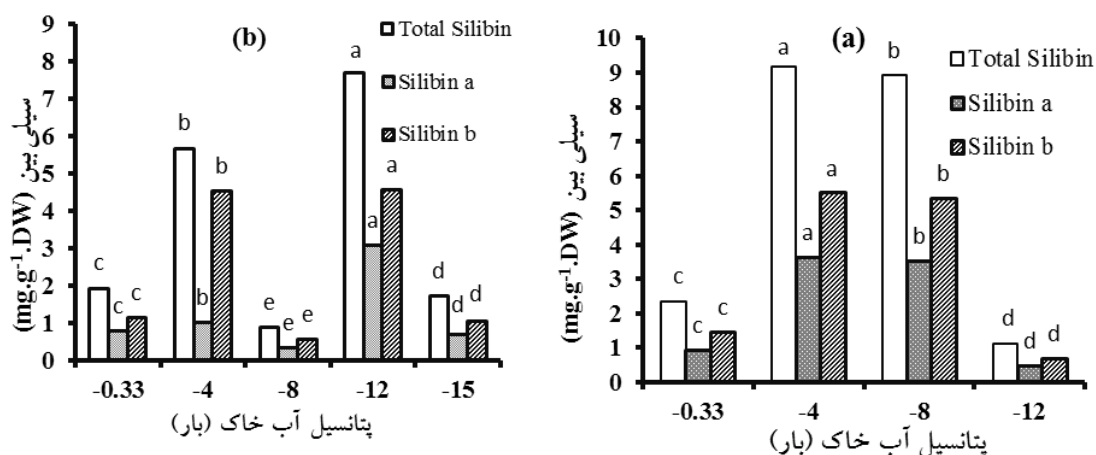 (b)
9
8
7
6
5
4
3
2
1
0
سیلی بین (mg.g⁻¹.DW)
Total Silibin
Silibin a
Silibin b
c
c
c
b
b
b
e
e
e
a
a
a
d
d
d
-0.33 -4 -8 -12 -15
پتانسیل آب خاک (بار)
(a)
10
9
8
7
6
5
4
3
2
1
0
سیلی بین (mg.g⁻¹.DW)
Total Silibin
Silibin a
Silibin b
c
c
c
a
a
a
b
b
b
d
d
d
-0.33 -4 -8 -12
پتانسیل آب خاک (بار)